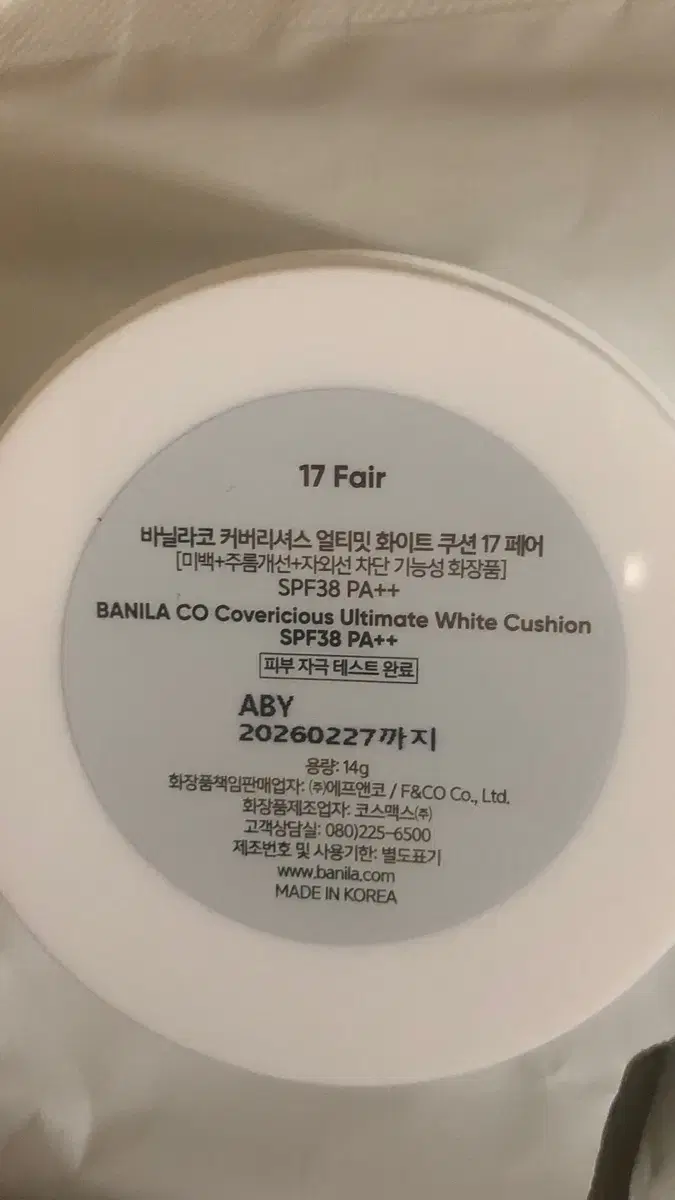 17 Fair
바닐라코 커버리셔스 얼티밋 화이트 쿠션 17 페어
[미백+주름개선+자외선 차단 기능성 화장품]
SPF38 PA++
BANILA CO Covericious Ultimate White Cushion
SPF38 PA++
피부 자극 테스트 완료
ABY
20260227까지
용량: 14g
화장품책임판매업자: ㈜에프앤코 / F&CO Co., Ltd.
화장품제조업자: 코스맥스㈜
고객상담실: 080)225-6500
제조번호 및 사용기한: 별도표기
www.banila.com
MADE IN KOREA